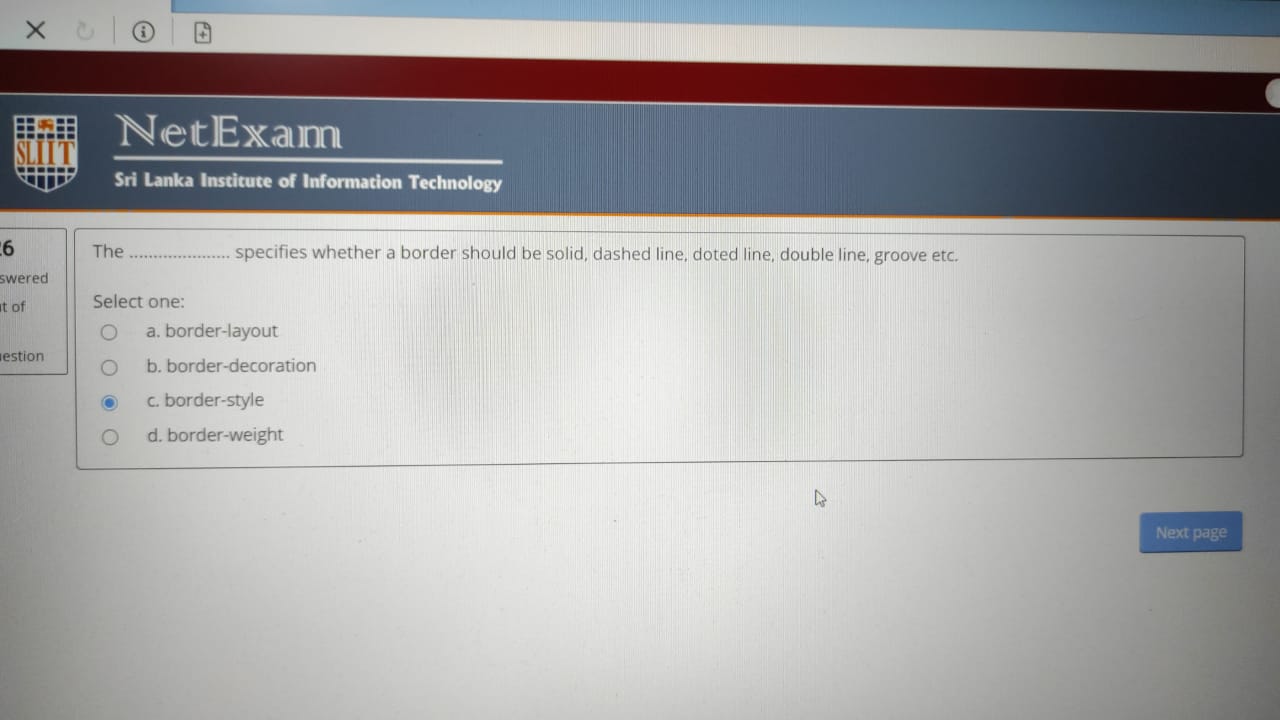 NetExam
SLIIT
Sri Lanka Institute of Information Technology
26
swered
The ..................... specifies whether a border should be solid, dashed line, doted line, double line, groove etc.
t of
Select one:
a. border-layout
estion
b. border-decoration
c. border-style
d. border-weight
Next page